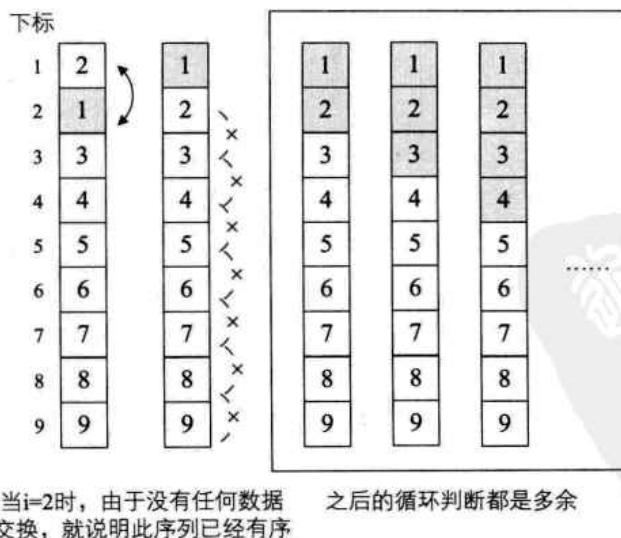 下标
1 2 1 1 1 1
2 1 2 2 2 2
3 3 3 3 3 3
4 4 4 4 4 4
5 5 5 5 5 5
6 6 6 6 6 6
7 7 7 7 7 7
8 8 8 8 8 8
9 9 9 9 9 9
......
当i=2时，由于没有任何数据
交换，就说明此序列已经有序
之后的循环判断都是多余